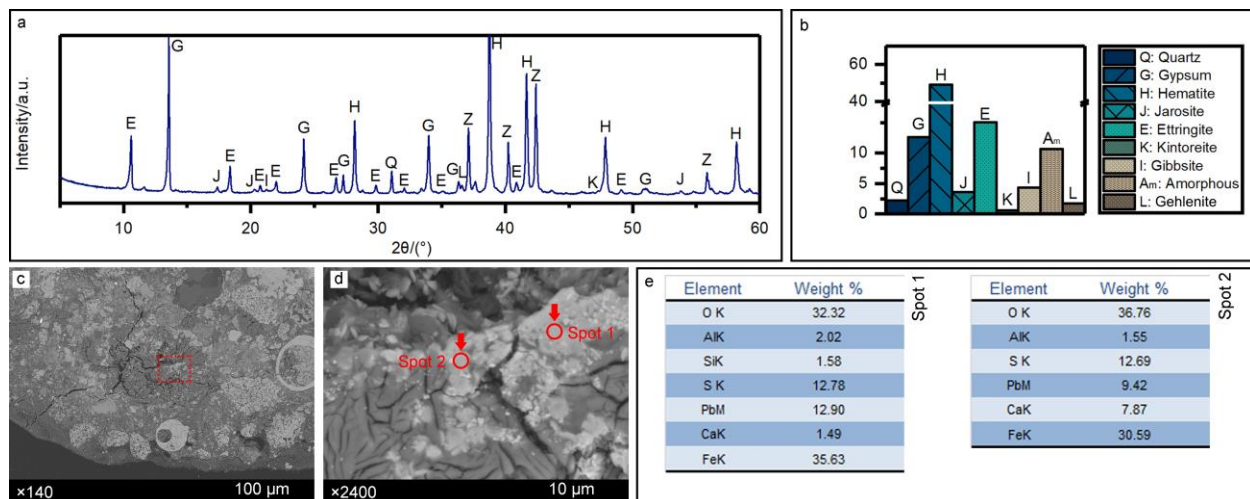 a
Intensity/a.u.
E
G
J
E
J
E
I
E
G
E
G
H
E
Q
E
G
E
G
L
Z
H
Z
E
H
Z
K
H
E
G
J
Z
H
10
20
30
40
50
60
2θ/(°)
b
60
40
10
5
0
Q
G
H
J
E
K
I
Am
L
Q: Quartz
G: Gypsum
H: Hematite
J: Jarosite
E: Ettringite
K: Kintoreite
I: Gibbsite
Am: Amorphous
L: Gehlenite
c
×140
100 μm
d
Spot 1
Spot 2
×2400
10 μm
e
Element Weight %
O K 32.32
AlK 2.02
SiK 1.58
S K 12.78
PbM 12.90
CaK 1.49
FeK 35.63
Spot 1
Element Weight %
O K 36.76
AlK 1.55
S K 12.69
PbM 9.42
CaK 7.87
FeK 30.59
Spot 2